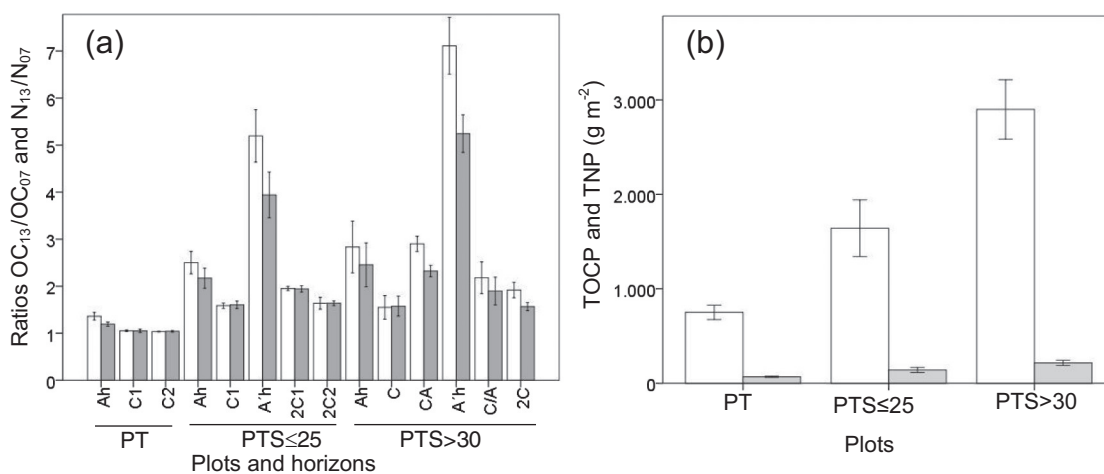 (a)
Ratios OC13/OC07 and N13/N07
7
6
5
4
3
2
1
0
Ah
C1
C2
Ah
C1
A'h
2C1
2C2
Ah
C
CA
A'h
C/A
2C
PT
PTS≤25
PTS>30
Plots and horizons
(b)
TOCP and TNP (g m-2)
3.000
2.000
1.000
0
PT
PTS≤25
PTS>30
Plots